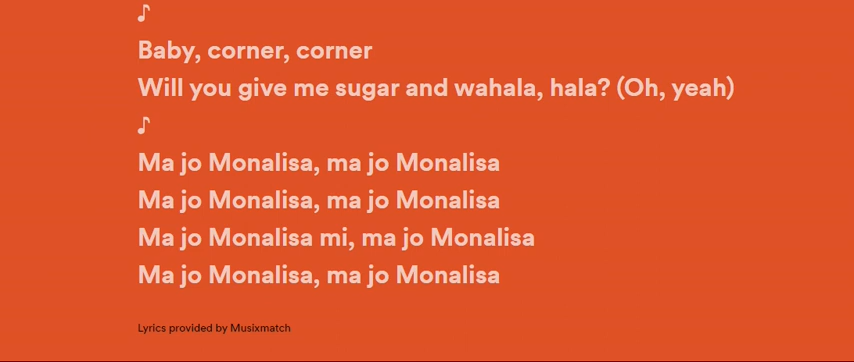 ♪
Baby, corner, corner
Will you give me sugar and wahala, hala? (Oh, yeah)
♪
Ma jo Monalisa, ma jo Monalisa
Ma jo Monalisa, ma jo Monalisa
Ma jo Monalisa mi, ma jo Monalisa
Ma jo Monalisa, ma jo Monalisa
Lyrics provided by Musixmatch